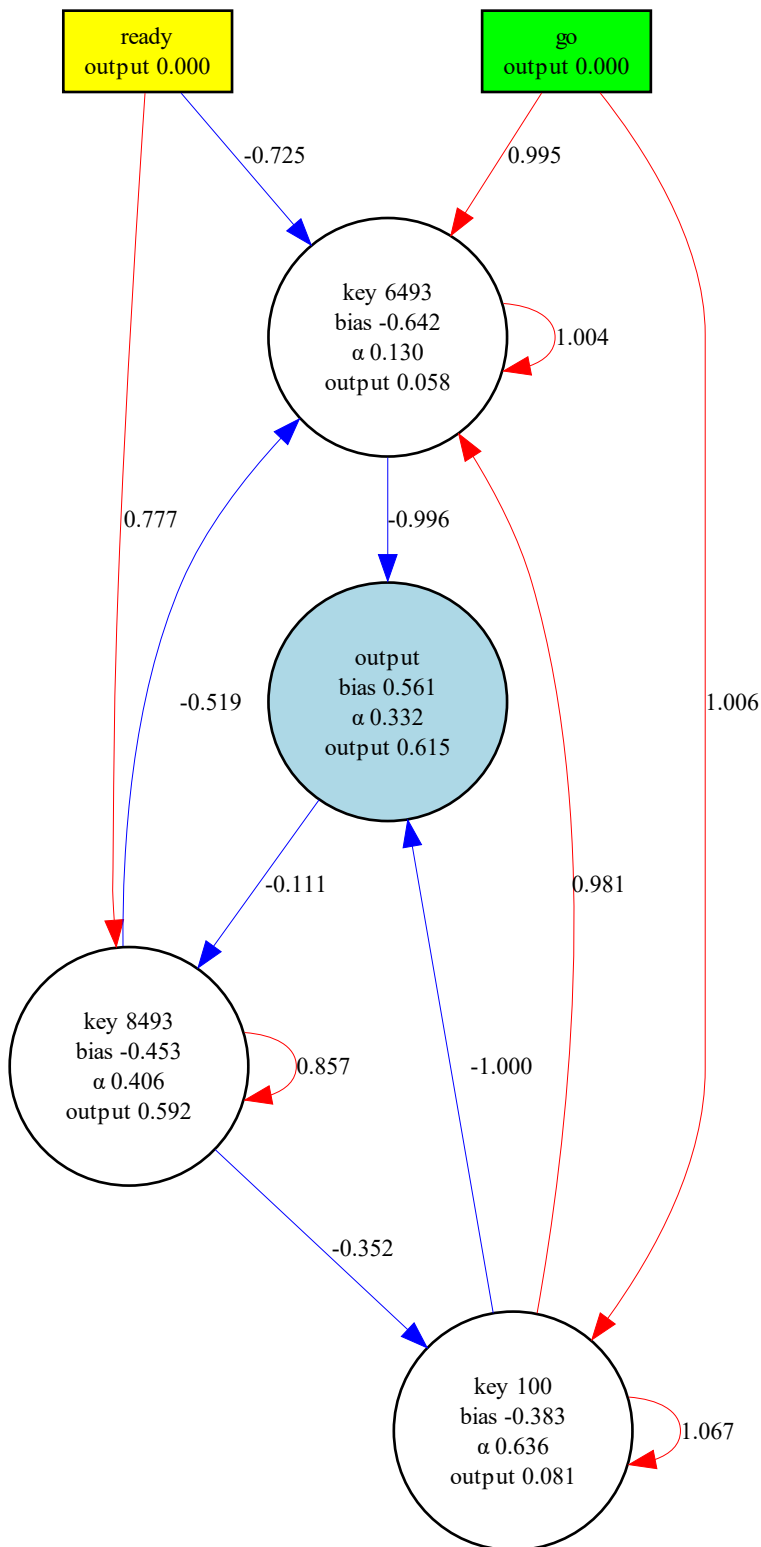 ready
output 0.000
go
output 0.000
-0.725
0.995
key 6493
bias -0.642
α 0.130
output 0.058
1.004
0.777
-0.996
-0.519
output
bias 0.561
α 0.332
output 0.615
1.006
-0.111
0.981
key 8493
bias -0.453
α 0.406
output 0.592
0.857
-1.000
-0.352
key 100
bias -0.383
α 0.636
output 0.081
1.067